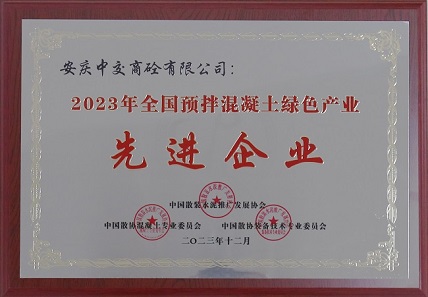 安庆中交商砼有限公司：
2023年全国预拌混凝土绿色产业
先进企业
中国散装水泥推广发展协会
中国散协混凝土专业委员会 中国散协装备技术专业委员会
二〇二三年十二月